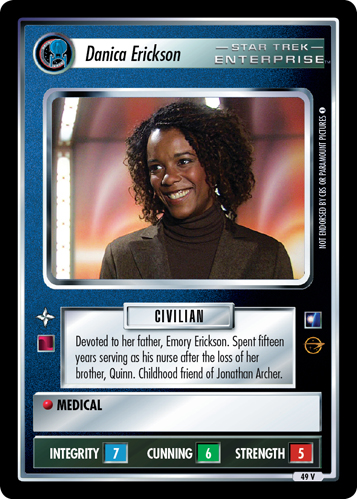 Danica Erickson
STAR TREK
ENTERPRISE™
NOT ENDORSED BY CBS OR PARAMOUNT PICTURES
CIVILIAN
Devoted to her father, Emory Erickson. Spent fifteen
years serving as his nurse after the loss of her
brother, Quinn. Childhood friend of Jonathan Archer.
MEDICAL
INTEGRITY 7 CUNNING 6 STRENGTH 5
49 V